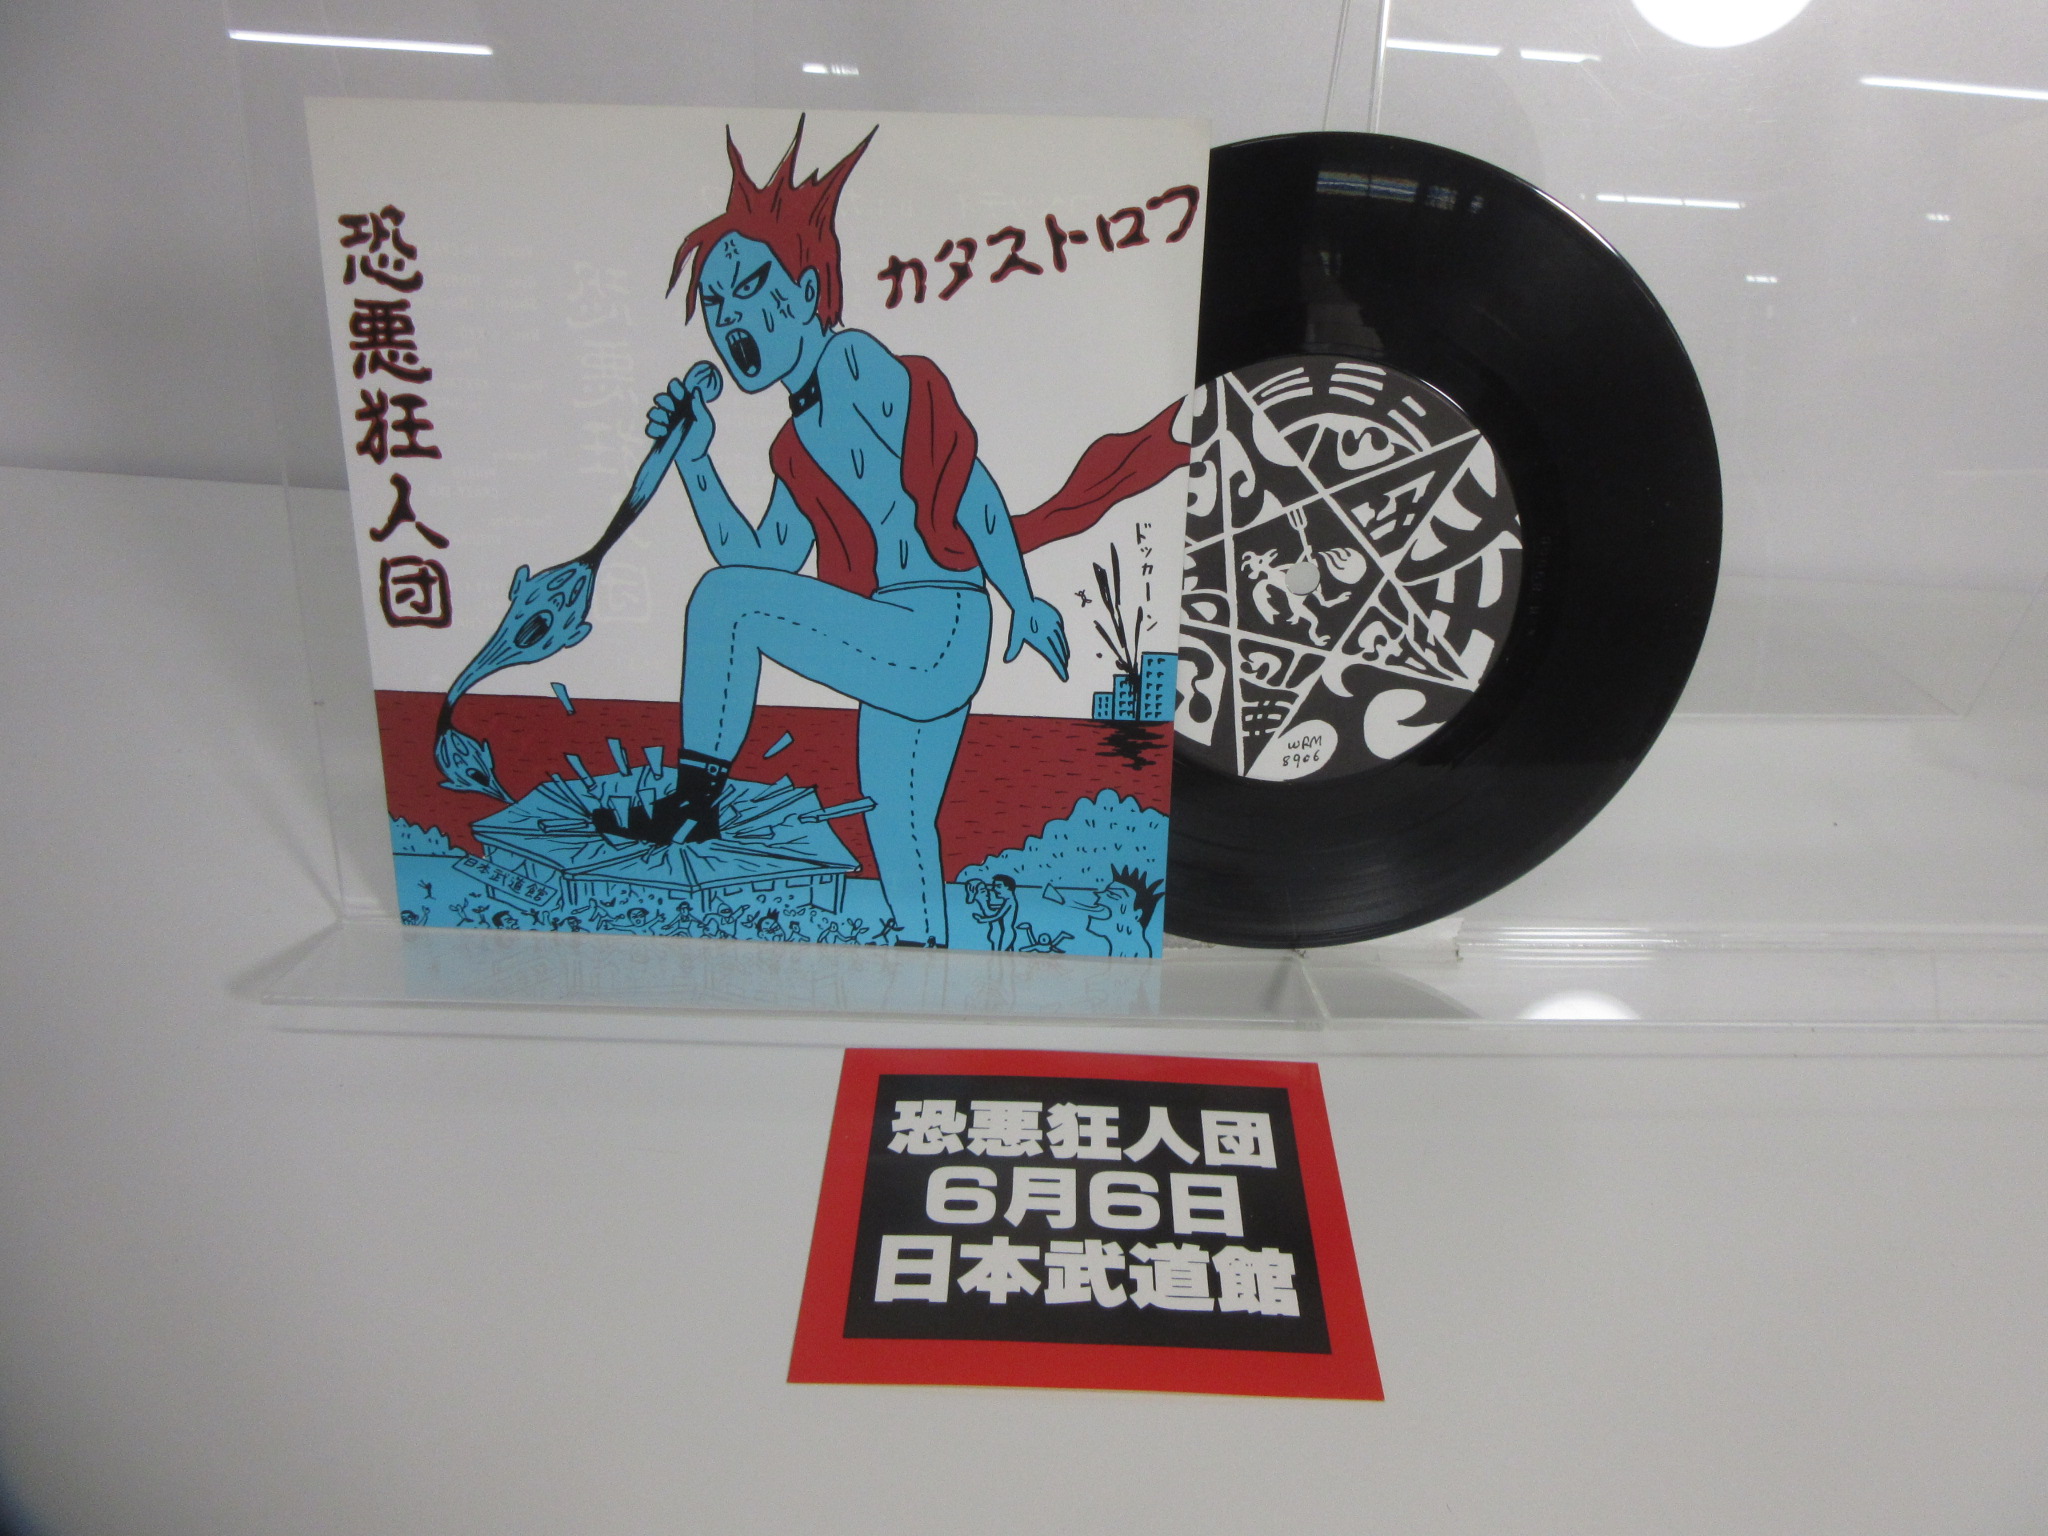 恐悪狂人団
カタストロフ
ドッカーン
日本武道館
WRM
8906
恐悪狂人団
6月6日
日本武道館